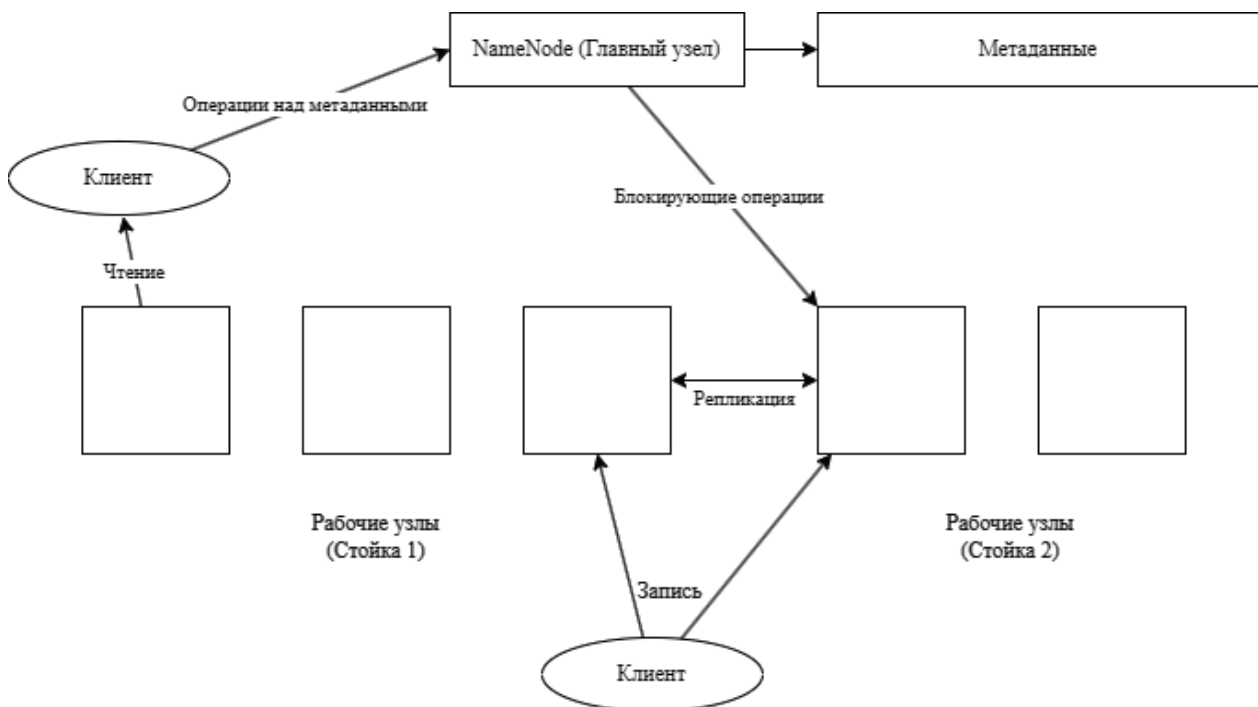 NameNode (Главный узел)
Метаданные
Операции над метаданными
Клиент
Блокирующие операции
Чтение
Репликация
Рабочие узлы
(Стойка 1)
Рабочие узлы
(Стойка 2)
Запись
Клиент